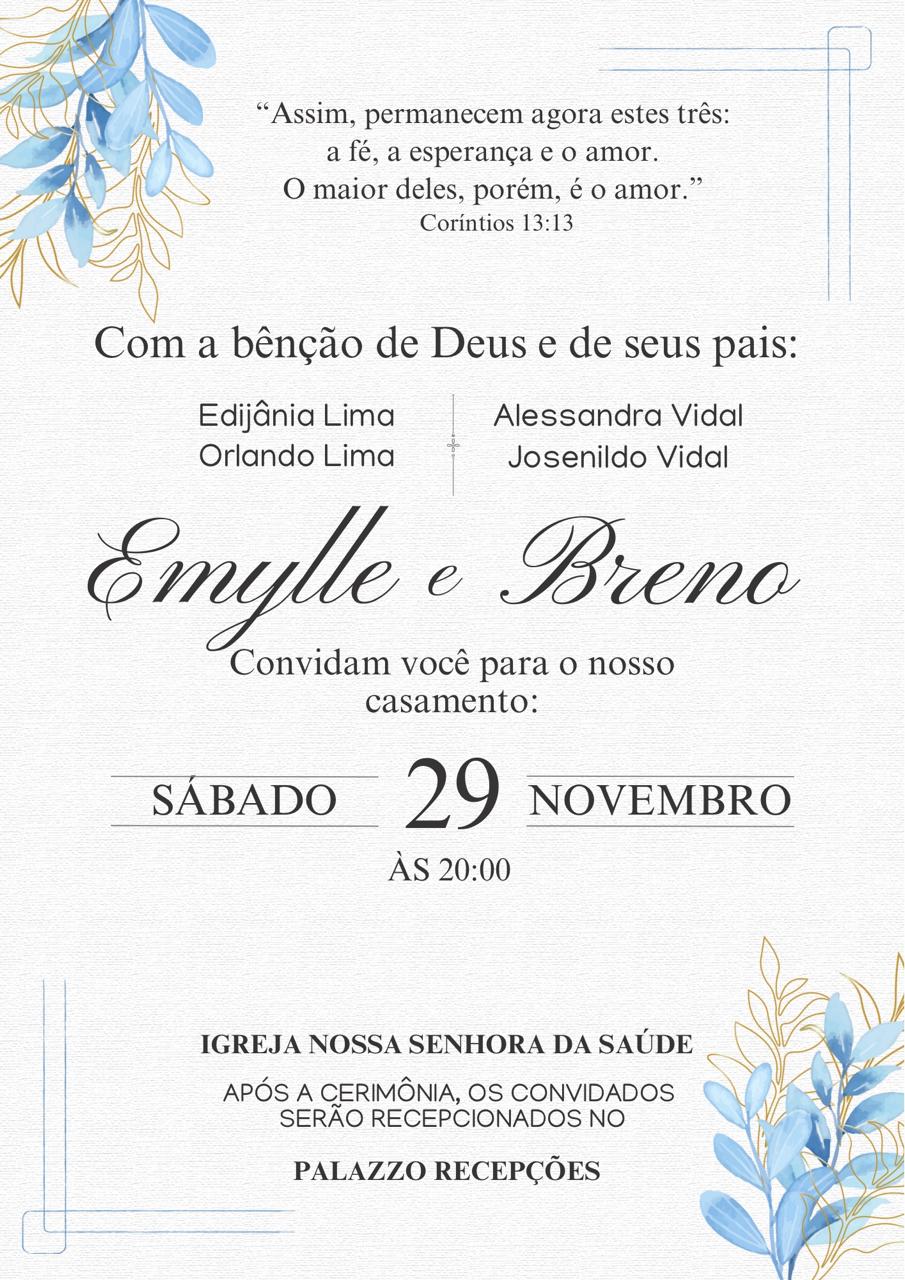 “Assim, permanecem agora estes três:
a fé, a esperança e o amor.
O maior deles, porém, é o amor.”
Coríntios 13:13
Com a bênção de Deus e de seus pais:
Edijânia Lima
Orlando Lima
Alessandra Vidal
Josenildo Vidal
Emylle e Breno
Convidam você para o nosso
casamento:
SÁBADO 29 NOVEMBRO
ÀS 20:00
IGREJA NOSSA SENHORA DA SAÚDE
APÓS A CERIMÔNIA, OS CONVIDADOS
SERÃO RECEPCIONADOS NO
PALAZZO RECEPÇÕES